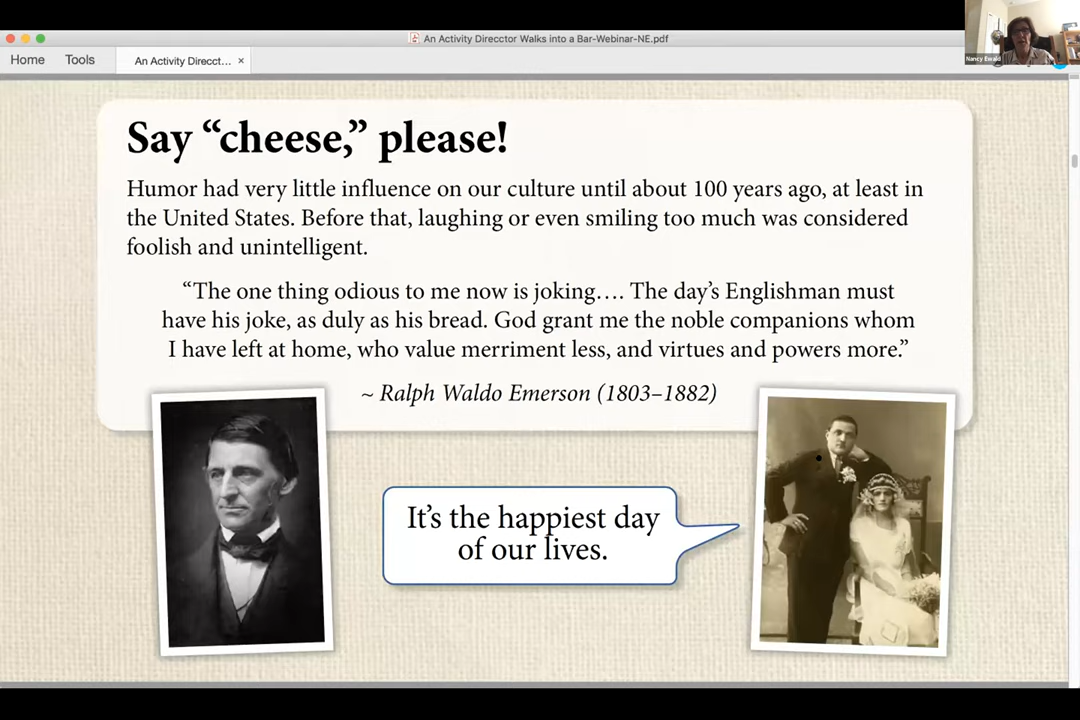 An Activity Direcctor Walks into a Bar-Webinar-NE.pdf
Home Tools An Activity Direcct... ×
Nancy Ewald
Say “cheese,” please!
Humor had very little influence on our culture until about 100 years ago, at least in
the United States. Before that, laughing or even smiling too much was considered
foolish and unintelligent.
“The one thing odious to me now is joking…. The day’s Englishman must
have his joke, as duly as his bread. God grant me the noble companions whom
I have left at home, who value merriment less, and virtues and powers more.”
~ Ralph Waldo Emerson (1803–1882)
It’s the happiest day
of our lives.